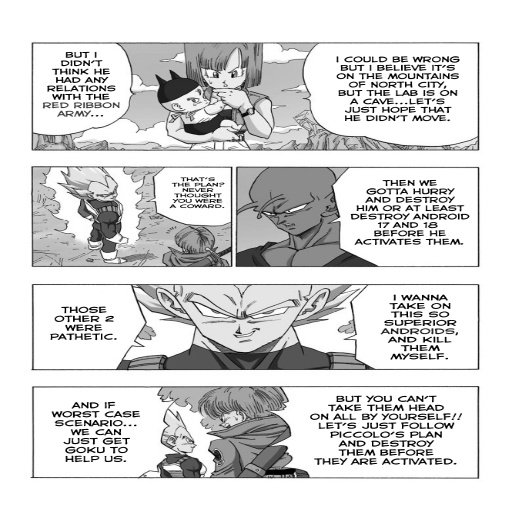 BUT I
DIDN'T
THINK HE
HAD ANY
RELATIONS
WITH THE
RED RIBBON
ARMY...
I COULD BE WRONG
BUT I BELIEVE IT'S
ON THE MOUNTAINS
OF NORTH CITY,
BUT THE LAB IS ON
A CAVE...LET'S
JUST HOPE THAT
HE DIDN'T MOVE.
THAT'S
THE PLAN?
NEVER
THOUGHT
YOU WERE
A COWARD.
THEN WE
GOTTA HURRY
AND DESTROY
HIM OR AT LEAST
DESTROY ANDROID
17 AND 18
BEFORE HE
ACTIVATES THEM.
THOSE
OTHER 2
WERE
PATHETIC.
I WANNA
TAKE ON
THIS SO
SUPERIOR
ANDROIDS,
AND KILL
THEM
MYSELF.
AND IF
WORST CASE
SCENARIO...
WE CAN
JUST GET
GOKU TO
HELP US.
BUT YOU CAN'T
TAKE THEM HEAD
ON ALL BY YOURSELF!!
LET'S JUST FOLLOW
PICCOLO'S PLAN
AND DESTROY
THEM BEFORE
THEY ARE ACTIVATED.